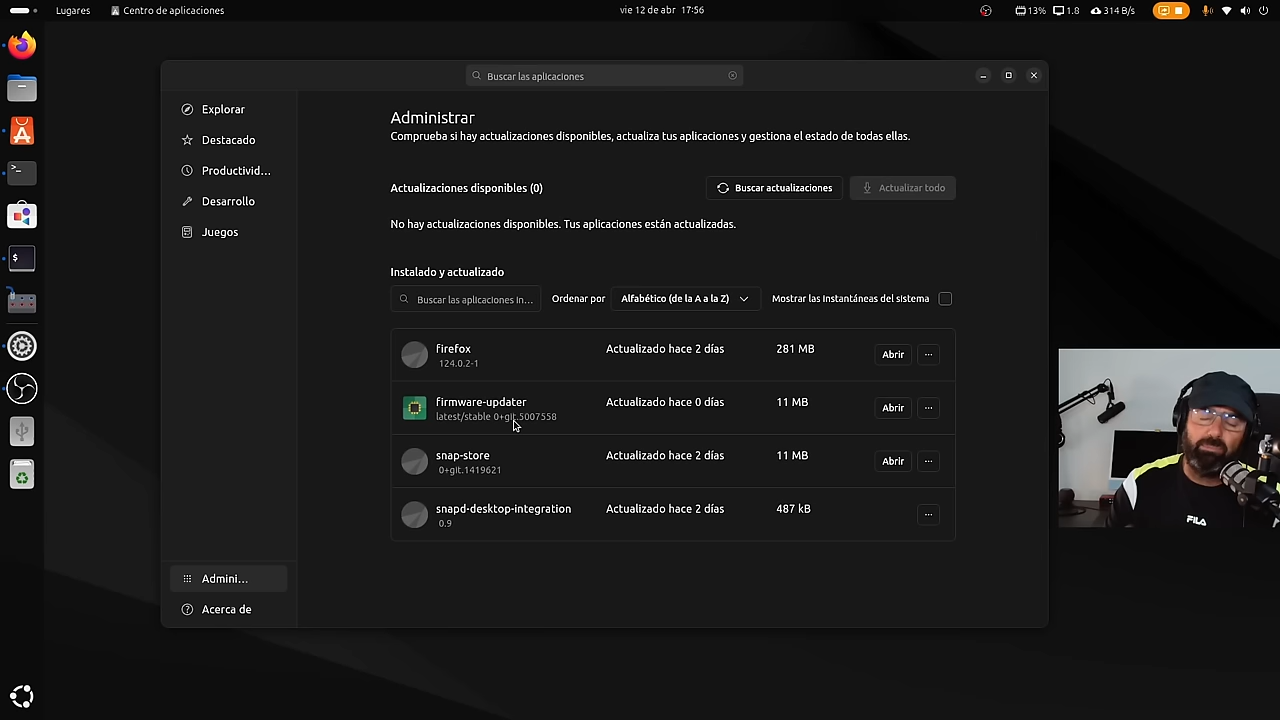 Lugares
Centro de aplicaciones
vie 12 de abr 17:56
13%
1.8
314 B/s
Buscar las aplicaciones
Explorar
Destacado
Productivid...
Desarrollo
Juegos
Admini...
Acerca de
Administrar
Comprueba si hay actualizaciones disponibles, actualiza tus aplicaciones y gestiona el estado de todas ellas.
Actualizaciones disponibles (0)
Buscar actualizaciones
Actualizar todo
No hay actualizaciones disponibles. Tus aplicaciones están actualizadas.
Instalado y actualizado
Buscar las aplicaciones in...
Ordenar por
Alfabético (de la A a la Z)
Mostrar las instantáneas del sistema
firefox
124.0.2-1
Actualizado hace 2 días
281 MB
Abrir
firmware-updater
latest/stable 0+git.5007558
Actualizado hace 0 días
11 MB
Abrir
snap-store
0+git.1419621
Actualizado hace 2 días
11 MB
Abrir
snapd-desktop-integration
0.9
Actualizado hace 2 días
487 kB
FILA